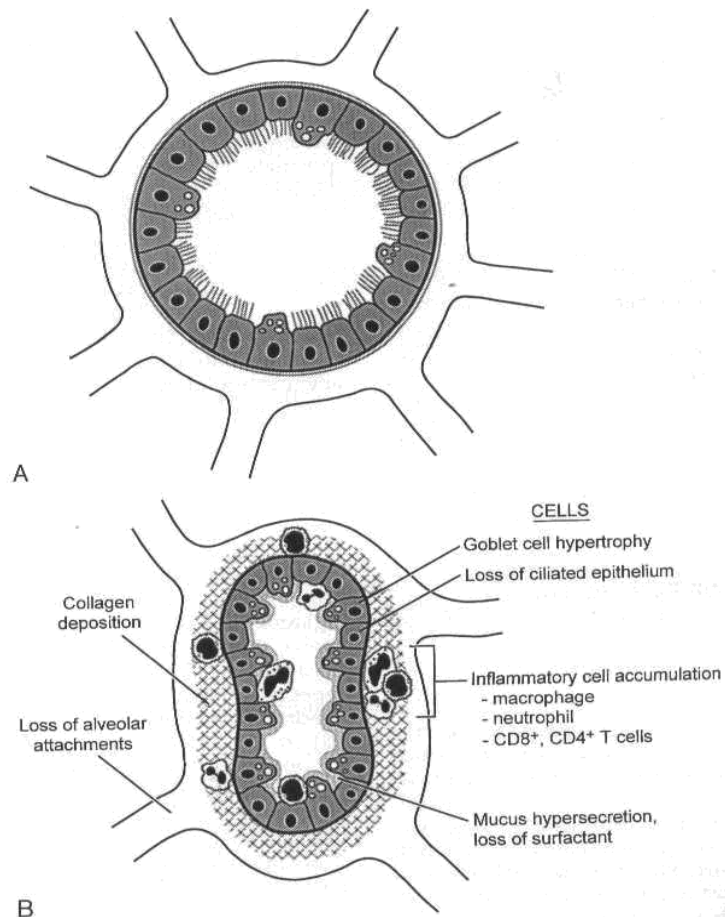 A
CELLS
Goblet cell hypertrophy
Loss of ciliated epithelium
Collagen
deposition
Inflammatory cell accumulation
- macrophage
- neutrophil
- CD8⁺, CD4⁺ T cells
Loss of alveolar
attachments
Mucus hypersecretion,
loss of surfactant
B